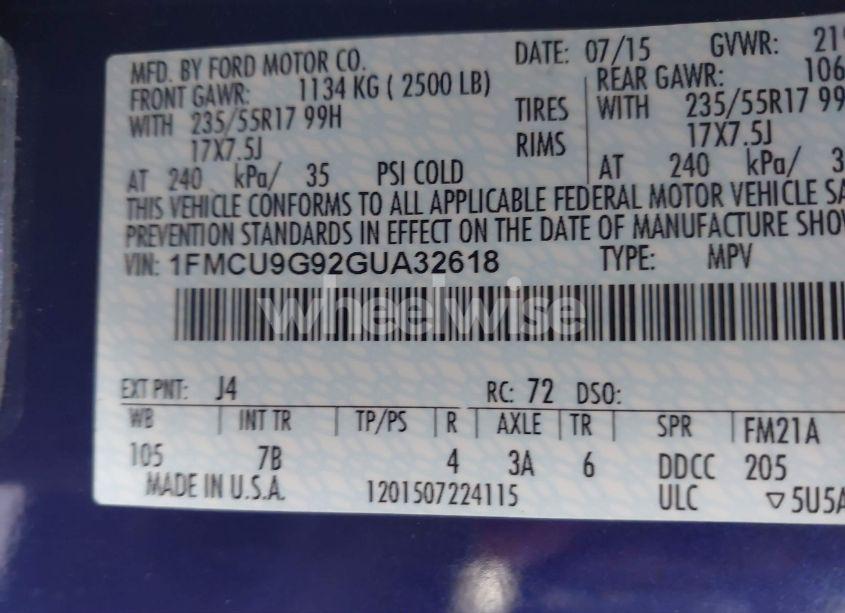 MFD. BY FORD MOTOR CO. DATE: 07/15 GVWR:
FRONT GAWR: 1134 KG ( 2500 LB) REAR GAWR:
WITH 235/55R17 99H TIRES WITH 235/55R17
17X7.5J RIMS 17X7.5J
AT 240 kPa/ 35 PSI COLD AT 240 kPa/
THIS VEHICLE CONFORMS TO ALL APPLICABLE FEDERAL MOTOR VEHICLE
PREVENTION STANDARDS IN EFFECT ON THE DATE OF MANUFACTURE
VIN: 1FMCU9G92GUA32618 TYPE: MPV
wheelwise
EXT PNT: J4 RC: 72 DSO:
WB INT TR TP/PS R AXLE TR SPR FM21A
105 7B 4 3A 6 DDCC 205
MADE IN U.S.A. 1201507224115 ULC ▽5U5A